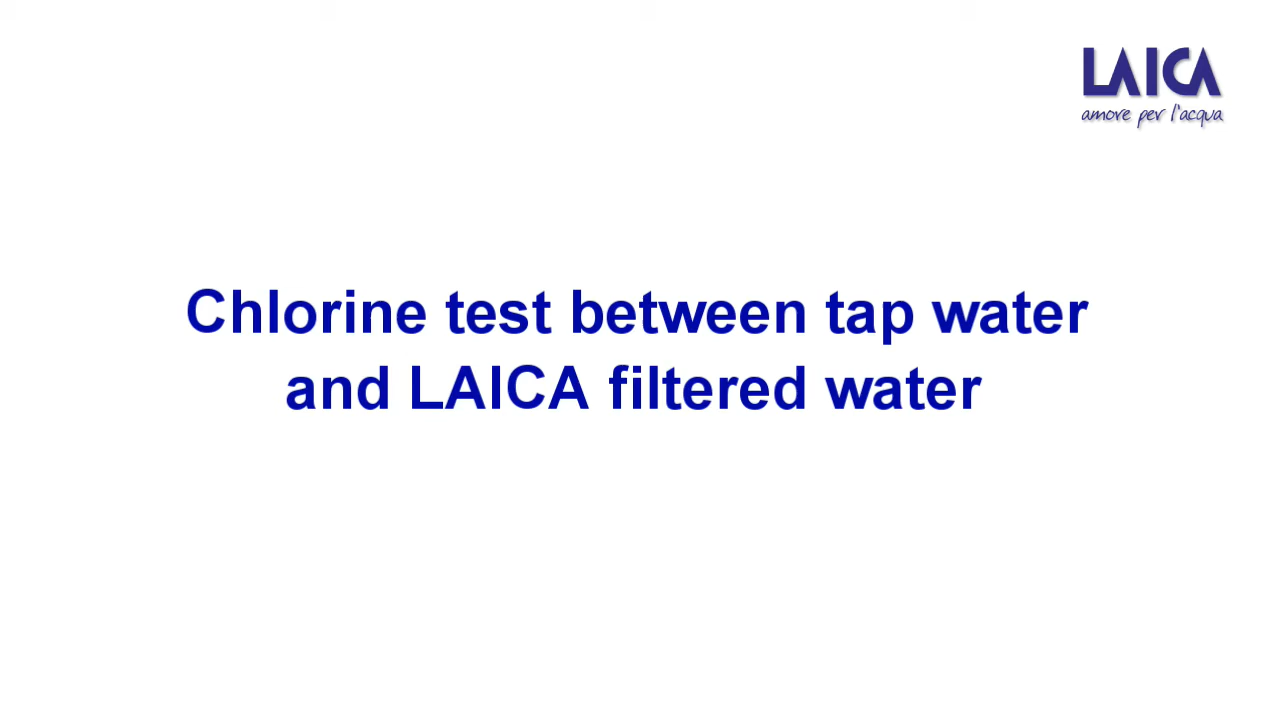 LAICA
amore per l'acqua
Chlorine test between tap water
and LAICA filtered water